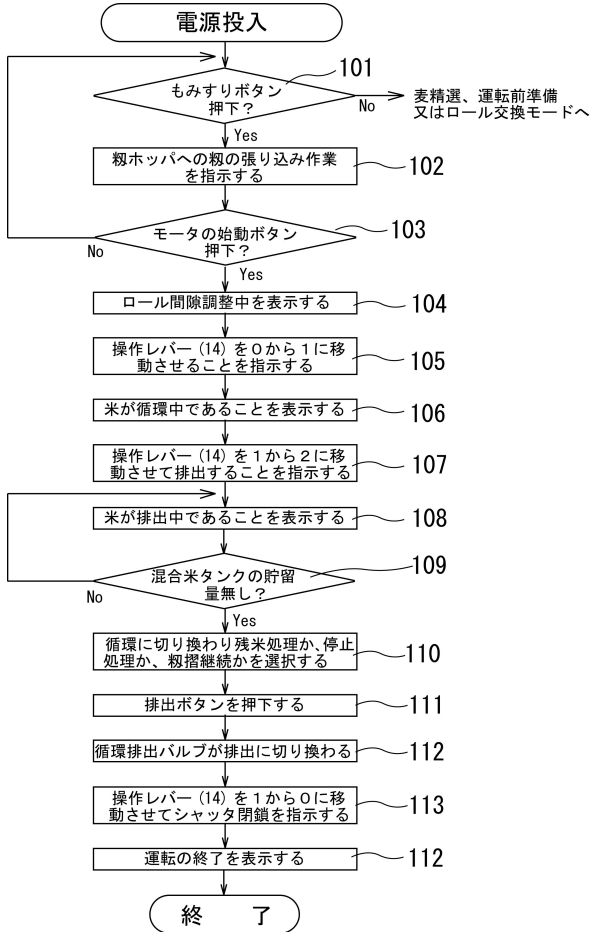 電源投入
もみすりボタン
押下？
101
No
麦精選、運転前準備
又はロール交換モードへ
Yes
籾ホッパへの籾の張り込み作業
を指示する
102
モータの始動ボタン
押下？
103
No
Yes
ロール間隙調整中を表示する
104
操作レバー(14)を0から1に移
動させることを指示する
105
米が循環中であることを表示する
106
操作レバー(14)を1から2に移
動させて排出することを指示する
107
米が排出中であることを表示する
108
混合米タンクの貯留
量無し？
109
No
Yes
循環に切り換わり残米処理か、停止
処理か、籾摺継続かを選択する
110
排出ボタンを押下する
111
循環排出バルブが排出に切り換わる
112
操作レバー(14)を1から0に移
動させてシャッタ閉鎖を指示する
113
運転の終了を表示する
112
終　了